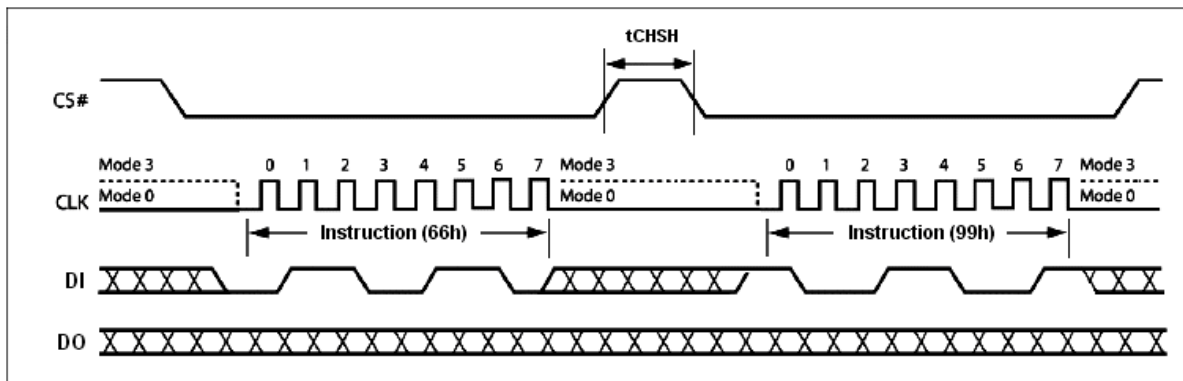 tCHSH
CS#
Mode 3 0 1 2 3 4 5 6 7 Mode 3 0 1 2 3 4 5 6 7 Mode 3
CLK Mode 0 Mode 0 Mode 0
Instruction (66h) Instruction (99h)
DI
DO